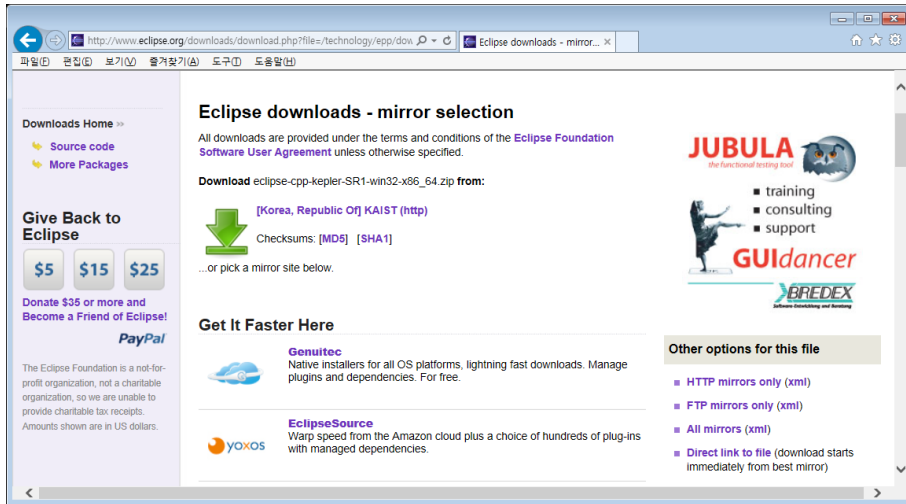 http://www.eclipse.org/downloads/download.php?file=/technology/epp/dow
Eclipse downloads - mirror...
파일(F) 편집(E) 보기(V) 즐겨찾기(A) 도구(T) 도움말(H)
Downloads Home »
Source code
More Packages
Give Back to
Eclipse
$5 $15 $25
Donate $35 or more and
Become a Friend of Eclipse!
PayPal
The Eclipse Foundation is a not-for-
profit organization, not a charitable
organization, so we are unable to
provide charitable tax receipts.
Amounts shown are in US dollars.
Eclipse downloads - mirror selection
All downloads are provided under the terms and conditions of the Eclipse Foundation
Software User Agreement unless otherwise specified.
Download eclipse-cpp-kepler-SR1-win32-x86_64.zip from:
[Korea, Republic Of] KAIST (http)
Checksums: [MD5] [SHA1]
...or pick a mirror site below.
Get It Faster Here
Genuitec
Native installers for all OS platforms, lightning fast downloads. Manage
plugins and dependencies. For free.
EclipseSource
Warp speed from the Amazon cloud plus a choice of hundreds of plug-ins
with managed dependencies.
yoxos
JUBULA
the functional testing tool
training
consulting
support
GUIdancer
BREDEX
Software-Entwicklung und Beratung
Other options for this file
HTTP mirrors only (xml)
FTP mirrors only (xml)
All mirrors (xml)
Direct link to file (download starts
immediately from best mirror)